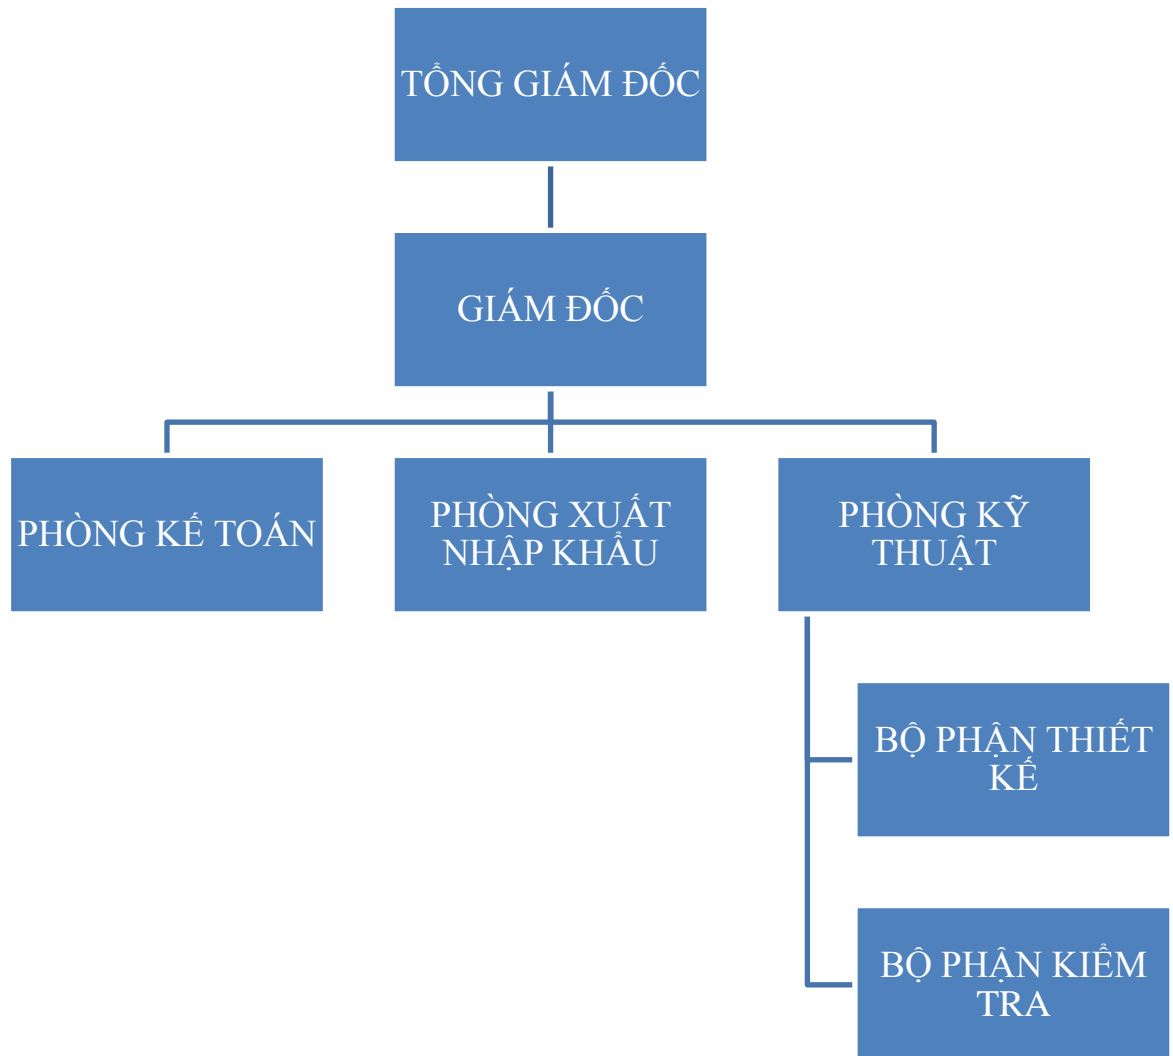 TỔNG GIÁM ĐỐC
GIÁM ĐỐC
PHÒNG KẾ TOÁN
PHÒNG XUẤT
NHẬP KHẨU
PHÒNG KỸ
THUẬT
BỘ PHẬN THIẾT
KẾ
BỘ PHẬN KIỂM
TRA